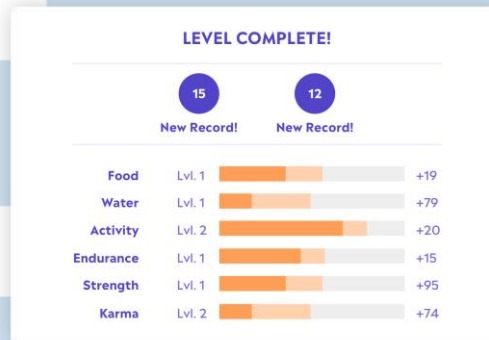 LEVEL COMPLETE!
15 12
New Record! New Record!
Food Lvl. 1 +19
Water Lvl. 1 +79
Activity Lvl. 2 +20
Endurance Lvl. 1 +15
Strength Lvl. 1 +95
Karma Lvl. 2 +74